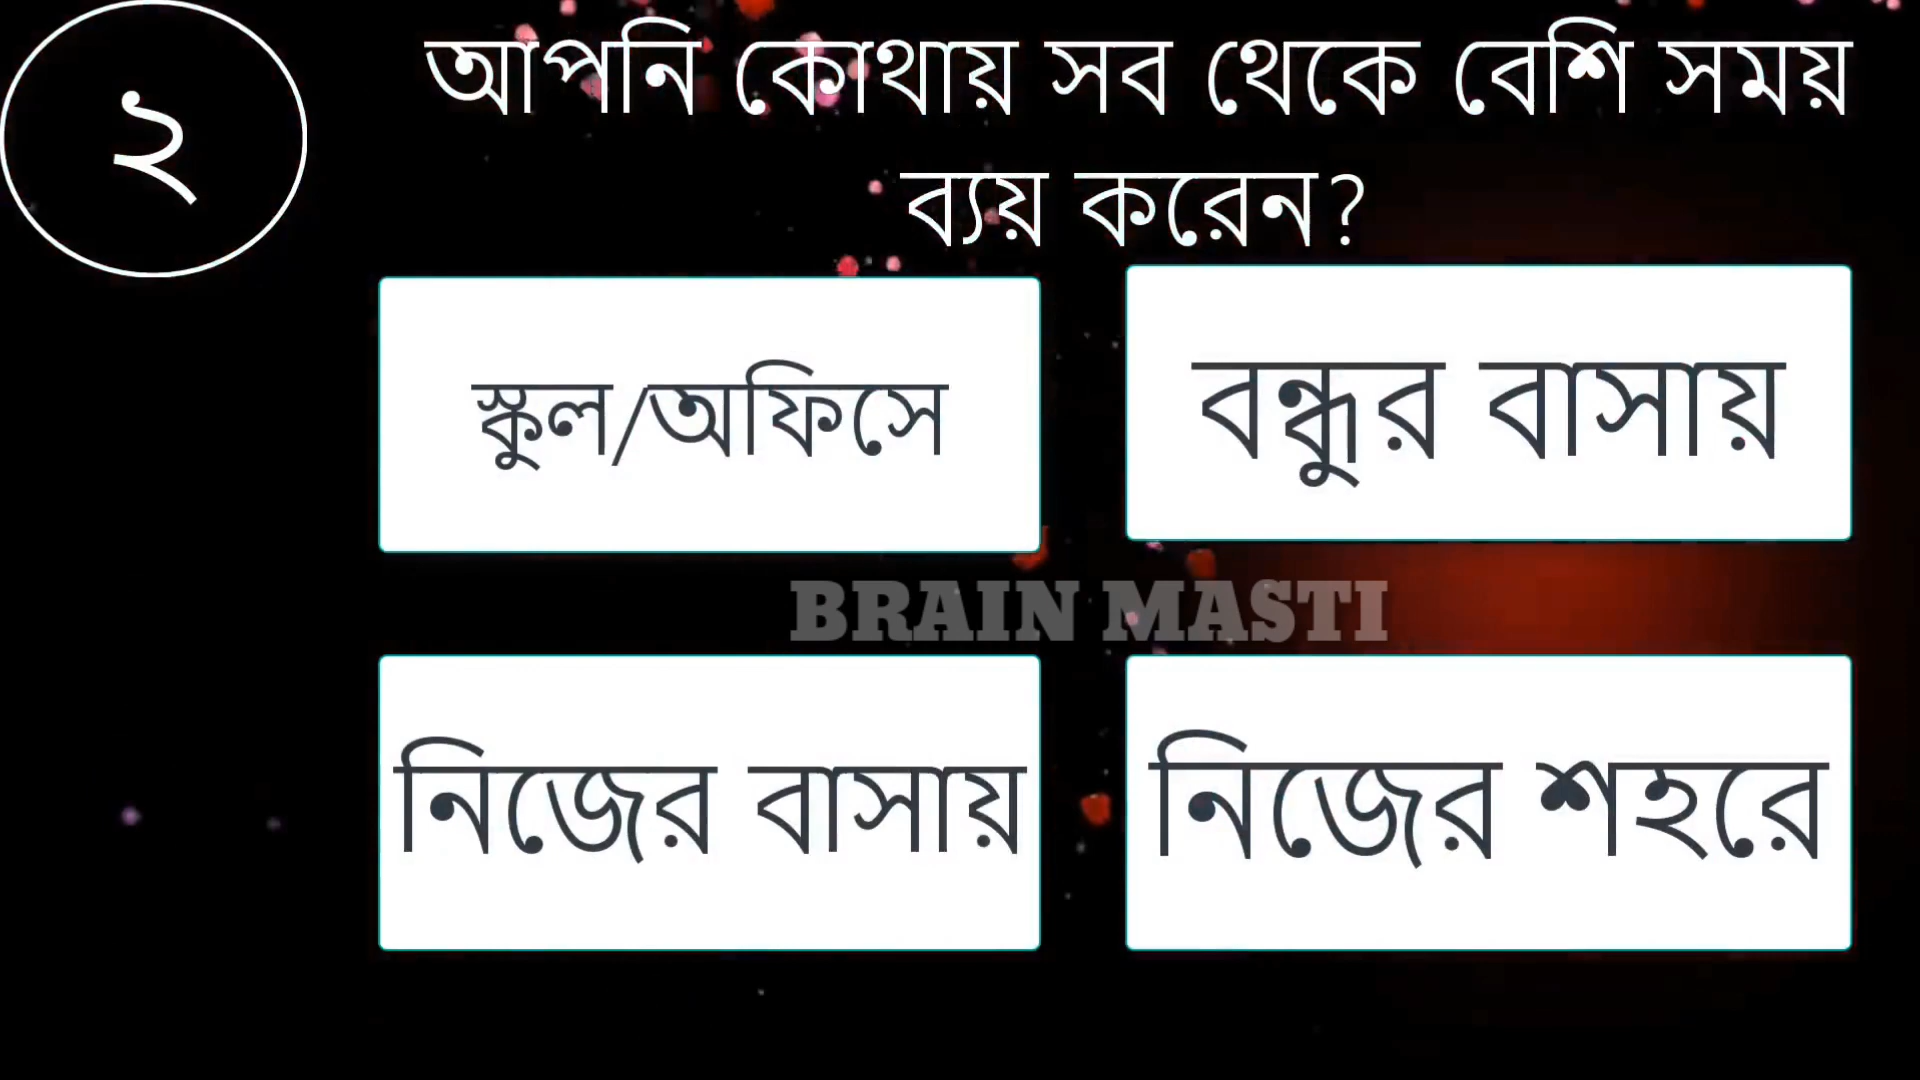 ২
আপনি কোথায় সব থেকে বেশি সময়
ব্যয় করেন?
স্কুল/অফিসে
বন্ধুর বাসায়
BRAIN MASTI
নিজের বাসায়
নিজের শহরে